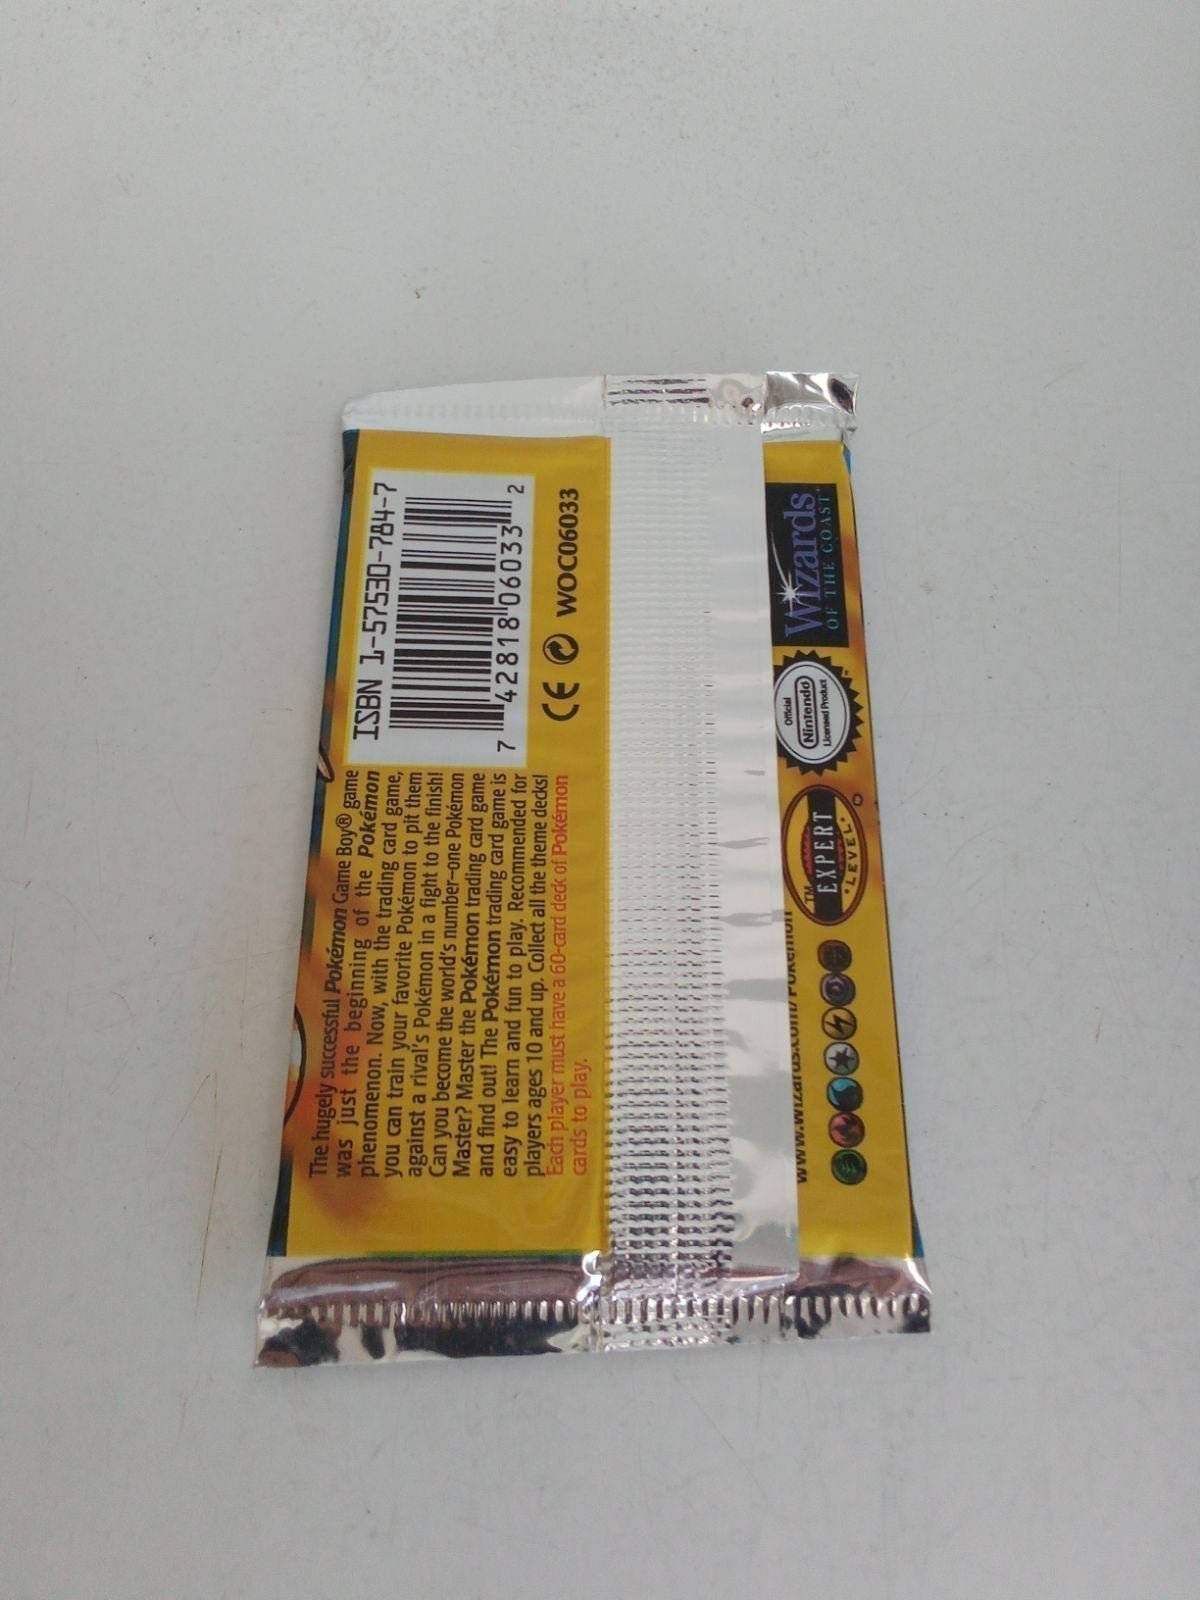 The hugely successful Pokémon Game Boy® game
was just the beginning of the Pokémon
phenomenon. Now, with the trading card game,
you can train your favorite Pokémon to pit them
against a rival's Pokémon in a fight to the finish!
Can you become the world's number-one Pokémon
Master? Master the Pokémon trading card game
and find out! The Pokémon trading card game is
easy to learn and fun to play. Recommended for
players ages 10 and up. Collect all the theme decks!
Each player must have a 60-card deck of Pokémon
cards to play.
ISBN 1-57530-784-7
7 42818 06033 2
CE WOC06033
www.wizards.com/Pokemon
TM
EXPERT
LEVEL
Official
Nintendo
Licensed Product
Wizards
OF THE COAST